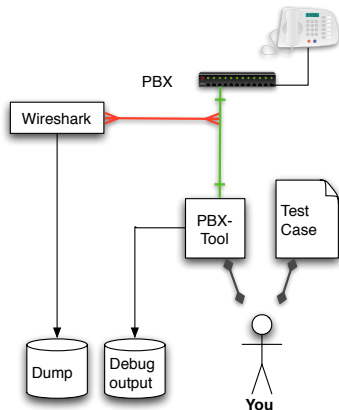 PBX
Wireshark
PBX-
Tool
Test
Case
Dump
Debug
output
You